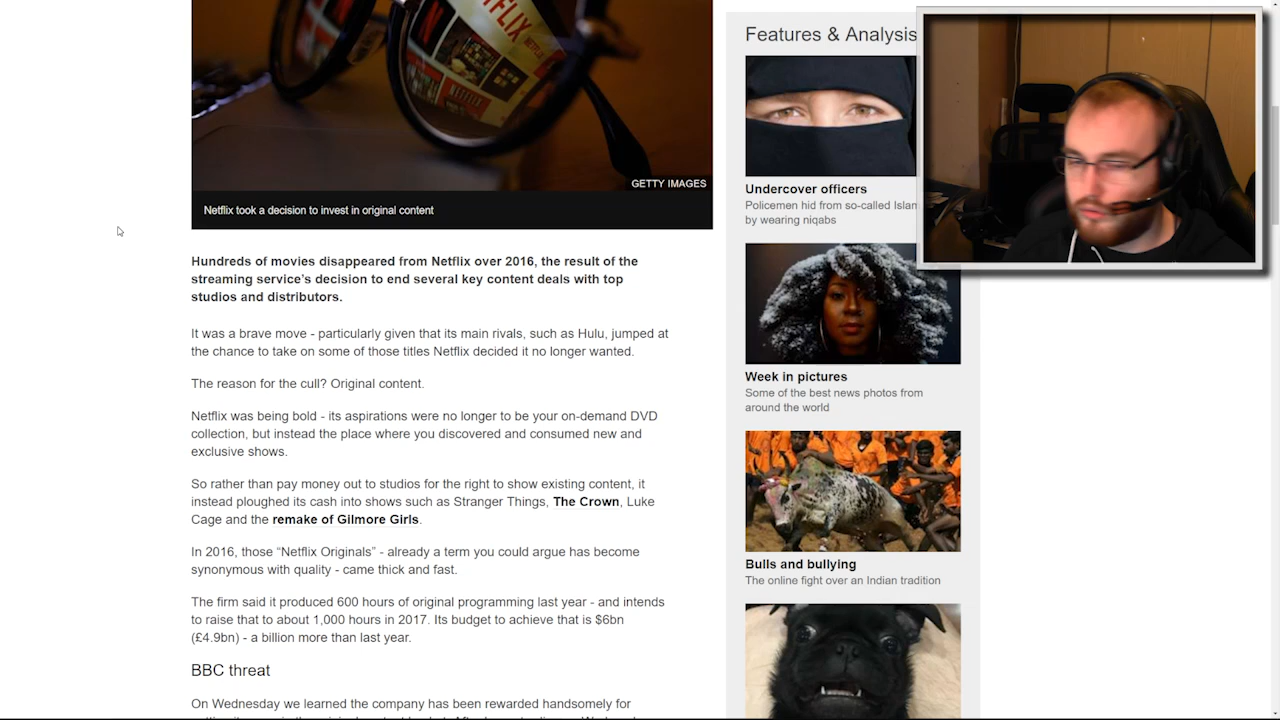 NETFLIX
NETFLIX
NETFLIX
GETTY IMAGES
Netflix took a decision to invest in original content
Hundreds of movies disappeared from Netflix over 2016, the result of the
streaming service's decision to end several key content deals with top
studios and distributors.
It was a brave move - particularly given that its main rivals, such as Hulu, jumped at
the chance to take on some of those titles Netflix decided it no longer wanted.
The reason for the cull? Original content.
Netflix was being bold - its aspirations were no longer to be your on-demand DVD
collection, but instead the place where you discovered and consumed new and
exclusive shows.
So rather than pay money out to studios for the right to show existing content, it
instead ploughed its cash into shows such as Stranger Things, The Crown, Luke
Cage and the remake of Gilmore Girls.
In 2016, those “Netflix Originals” - already a term you could argue has become
synonymous with quality - came thick and fast.
The firm said it produced 600 hours of original programming last year - and intends
to raise that to about 1,000 hours in 2017. Its budget to achieve that is $6bn
(£4.9bn) - a billion more than last year.
BBC threat
On Wednesday we learned the company has been rewarded handsomely for
Features & Analysis
Undercover officers
Policemen hid from so-called Islam
by wearing niqabs
Week in pictures
Some of the best news photos from
around the world
Bulls and bullying
The online fight over an Indian tradition